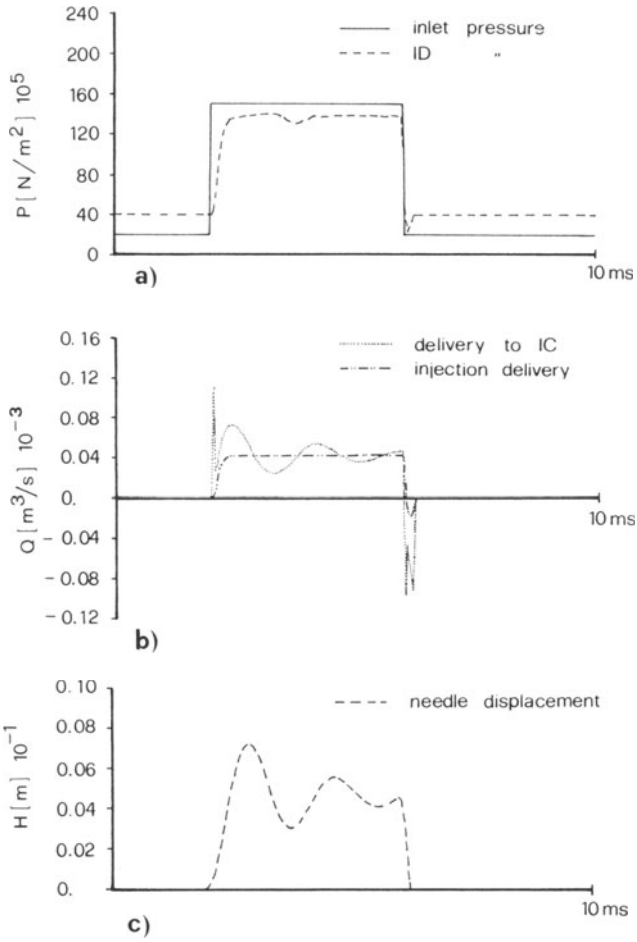 240
200
160
120
80
40
0
P [N/m²] 10⁵
inlet pressure
ID "
10 ms
a)
0.16
0.12
0.08
0.04
0.
-0.04
-0.08
-0.12
Q [m³/s] 10⁻³
delivery to IC
injection delivery
10 ms
b)
0.10
0.08
0.06
0.04
0.02
0.
H [m] 10⁻¹
needle displacement
10 ms
c)